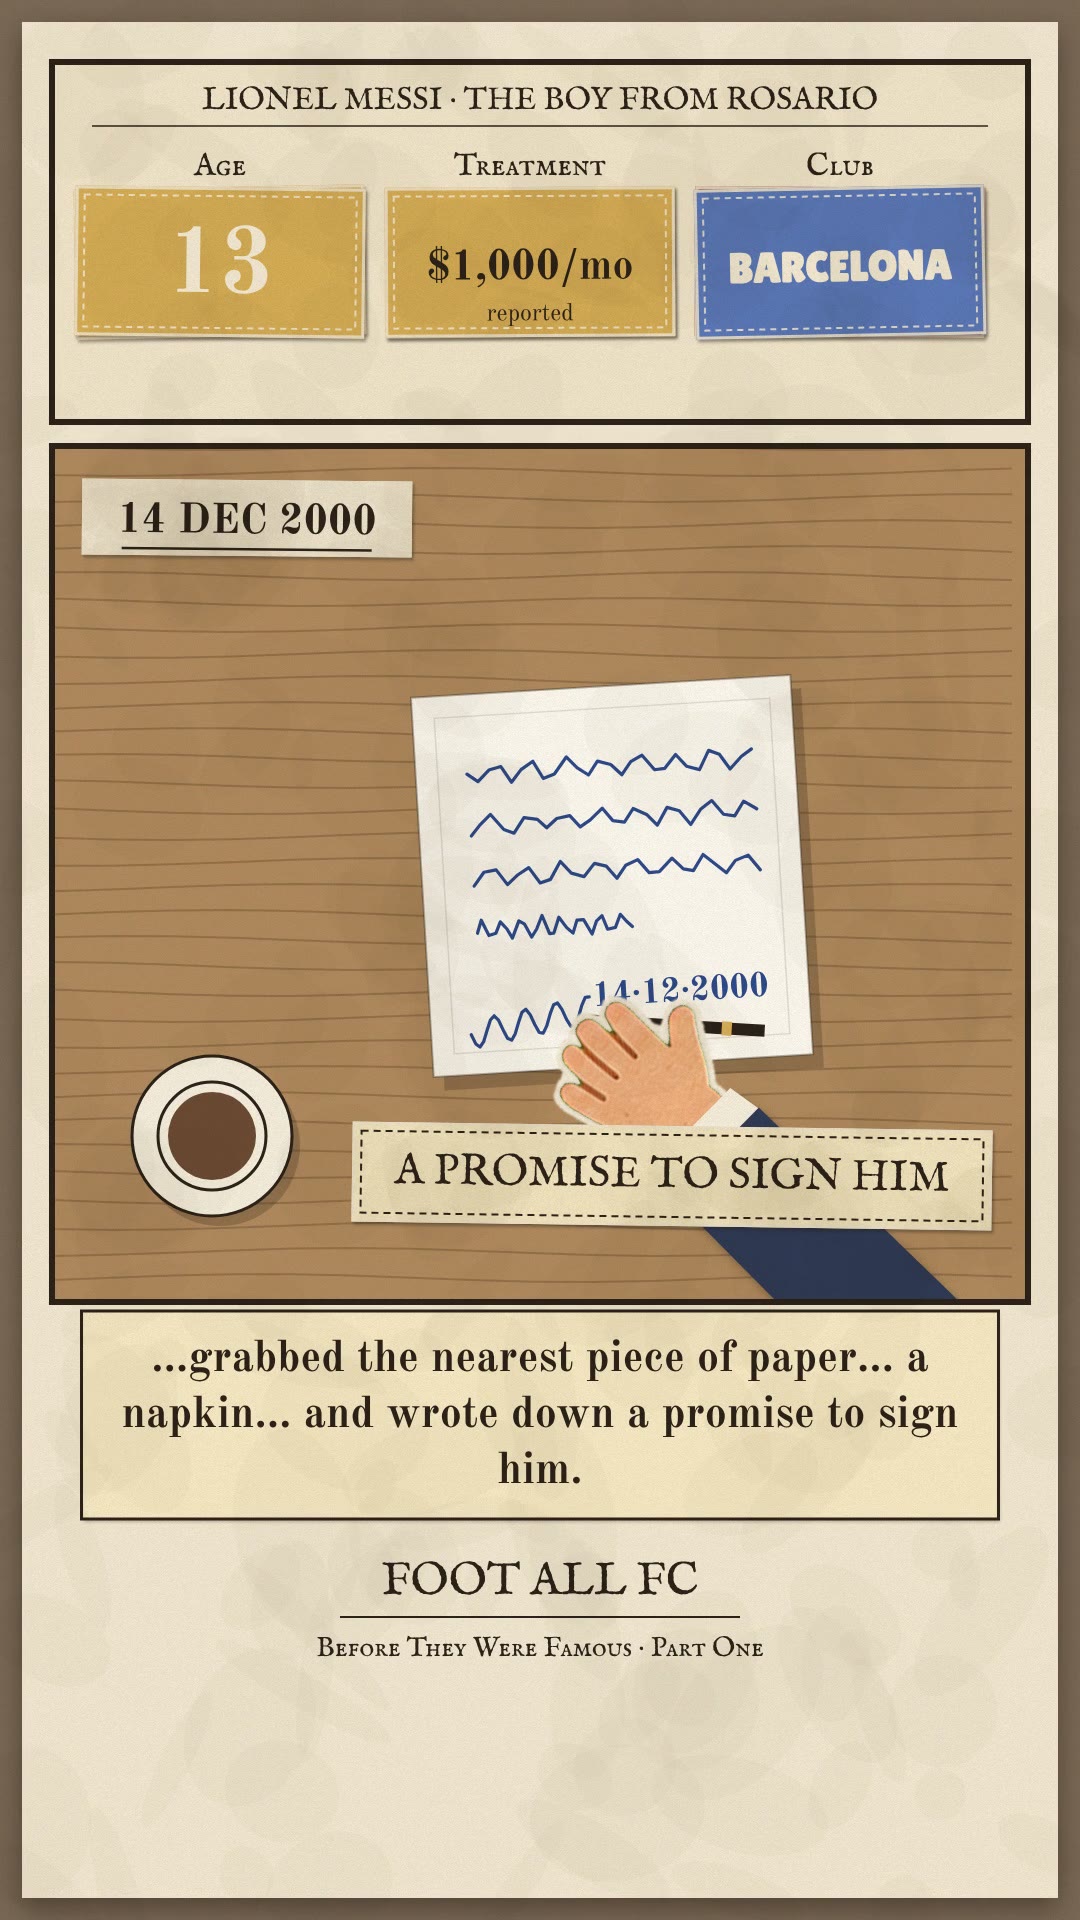 LIONEL MESSI · THE BOY FROM ROSARIO
Age
Treatment
Club
13
$1,000/mo
reported
BARCELONA
14 DEC 2000
14·12·2000
A PROMISE TO SIGN HIM
...grabbed the nearest piece of paper... a
napkin... and wrote down a promise to sign
him.
FOOT ALL FC
Before They Were Famous · Part One